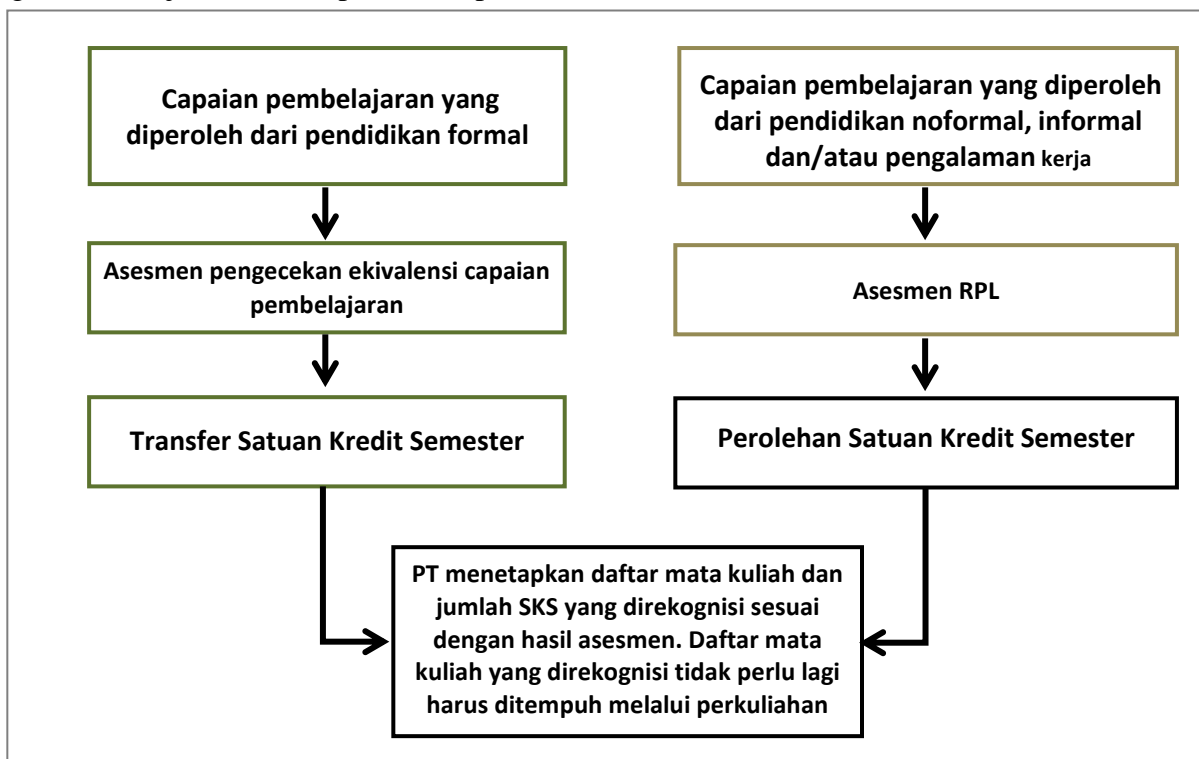 Capaian pembelajaran yang
diperoleh dari pendidikan formal
Capaian pembelajaran yang diperoleh
dari pendidikan noformal, informal
dan/atau pengalaman kerja
Asesmen pengecekan ekivalensi capaian
pembelajaran
Asesmen RPL
Transfer Satuan Kredit Semester
Perolehan Satuan Kredit Semester
PT menetapkan daftar mata kuliah dan
jumlah SKS yang direkognisi sesuai
dengan hasil asesmen. Daftar mata
kuliah yang direkognisi tidak perlu lagi
harus ditempuh melalui perkuliahan